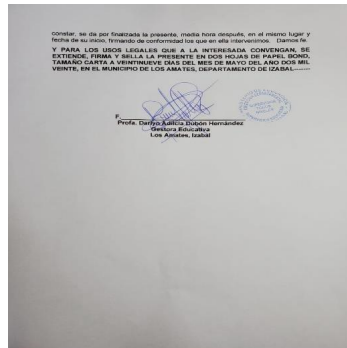 constar, se da por finalizada la presente, media hora después, en el mismo lugar y
fecha de su inicio, firmando de conformidad los que en ella intervenimos. Damos fe.
Y PARA LOS USOS LEGALES QUE A LA INTERESADA CONVENGAN, SE
EXTIENDE, FIRMA Y SELLA LA PRESENTE EN DOS HOJAS DE PAPEL BOND,
TAMAÑO CARTA A VEINTINUEVE DÍAS DEL MES DE MAYO DEL AÑO DOS MIL
VEINTE, EN EL MUNICIPIO DE LOS AMATES, DEPARTAMENTO DE IZABAL-------
F.
Profa. Adelcia Dubón Hernández
Gestora Educativa
Los Amates, Izabal